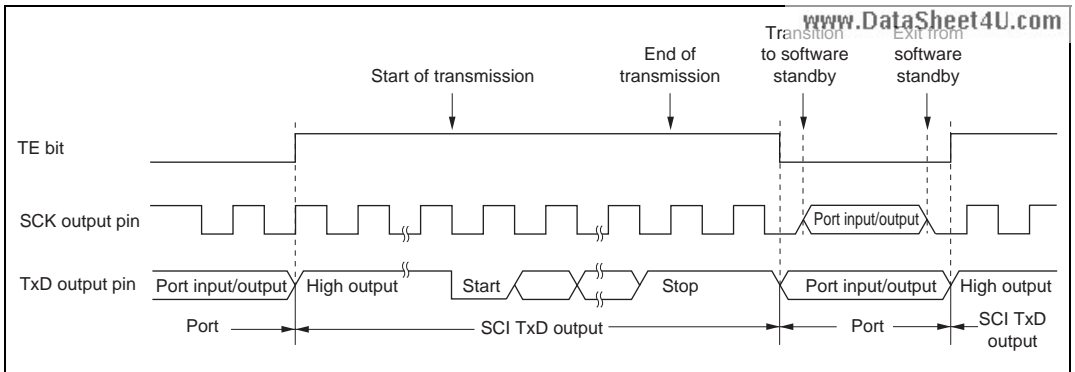 www.DataSheet4U.com
Transition
to software
standby
Exit from
software
standby
End of
transmission
Start of transmission
TE bit
SCK output pin
Port input/output
TxD output pin
Port input/output
High output
Start
Stop
Port input/output
High output
Port
SCI TxD output
Port
SCI TxD
output